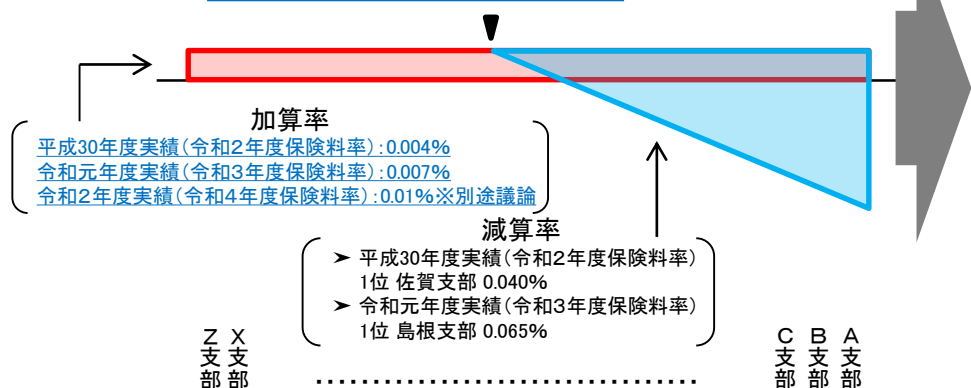 加算率
平成30年度実績(令和2年度保険料率):0.004%
令和元年度実績(令和3年度保険料率):0.007%
令和2年度実績(令和4年度保険料率):0.01%※別途議論
減算率
➤ 平成30年度実績(令和2年度保険料率)
1位 佐賀支部 0.040%
➤ 令和元年度実績(令和3年度保険料率)
1位 島根支部 0.065%
Z支部
X支部
‥‥‥‥‥‥‥‥‥‥‥‥‥‥‥
C支部
B支部
A支部